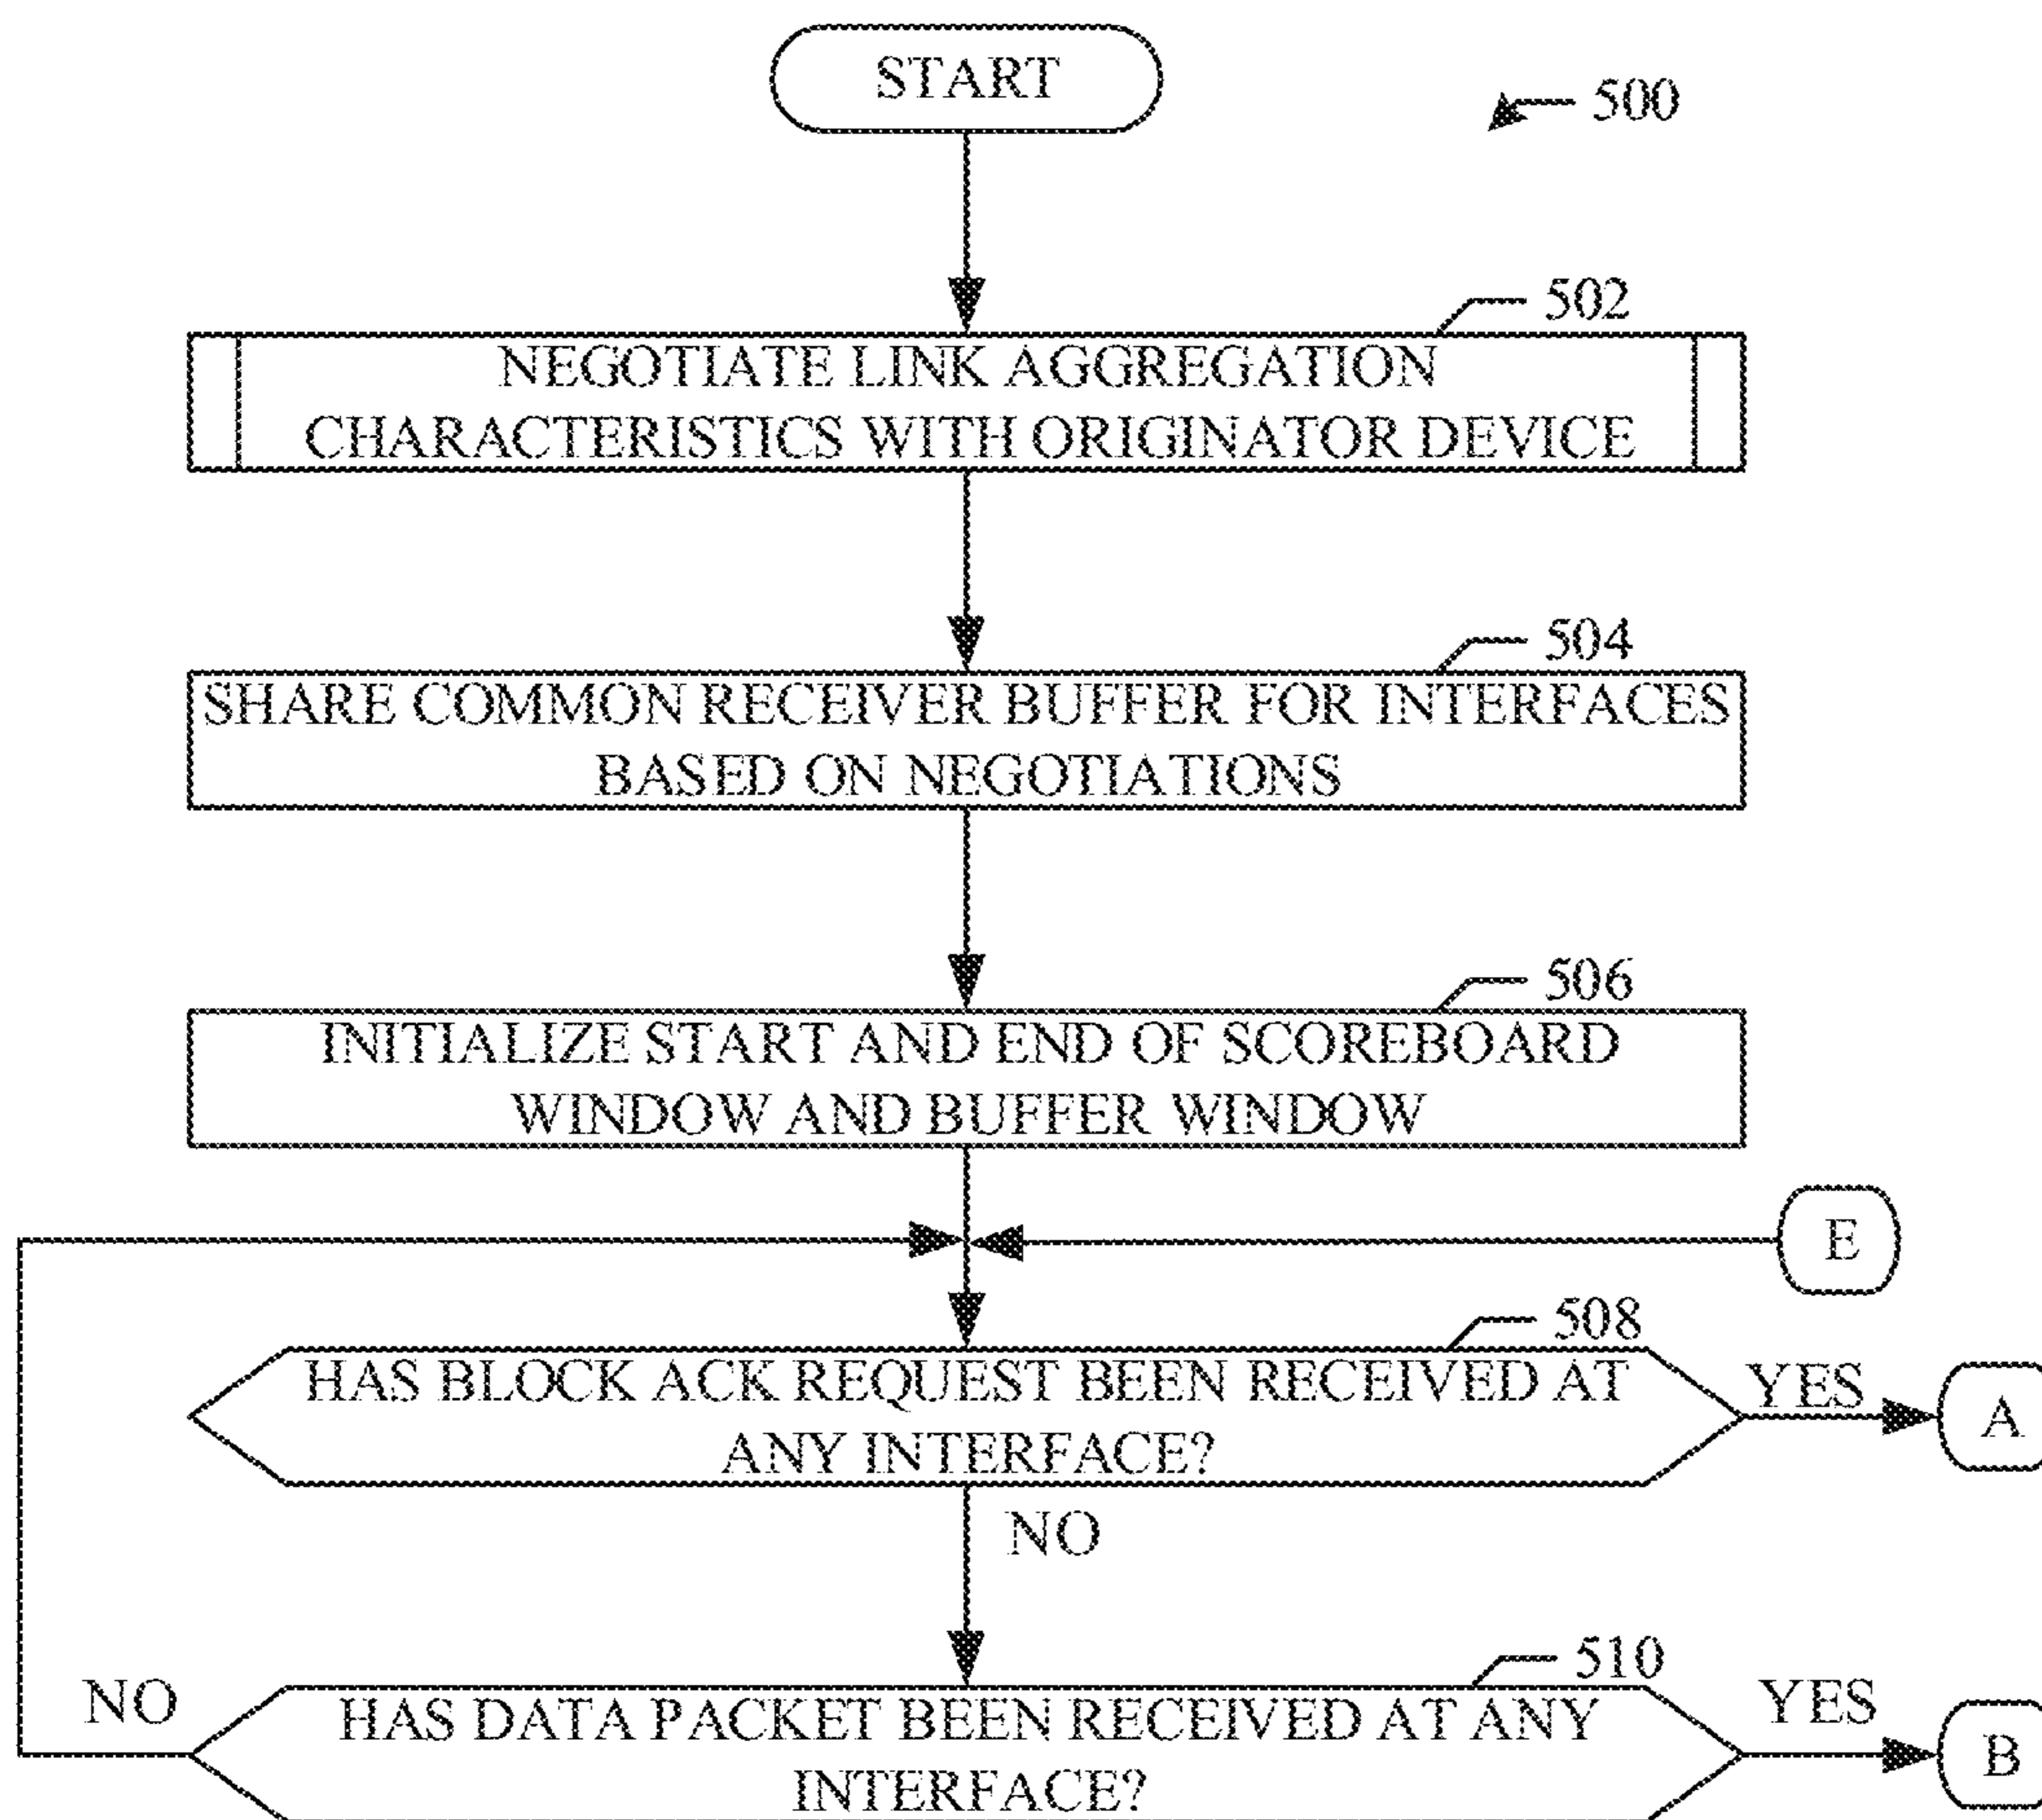 START
500
502
NEGOTIATE LINK AGGREGATION
CHARACTERISTICS WITH ORIGINATOR DEVICE
504
SHARE COMMON RECEIVER BUFFER FOR INTERFACES
BASED ON NEGOTIATIONS
506
INITIALIZE START AND END OF SCOREBOARD
WINDOW AND BUFFER WINDOW
E
508
HAS BLOCK ACK REQUEST BEEN RECEIVED AT
ANY INTERFACE?
YES
A
NO
510
HAS DATA PACKET BEEN RECEIVED AT ANY
INTERFACE?
NO
YES
B